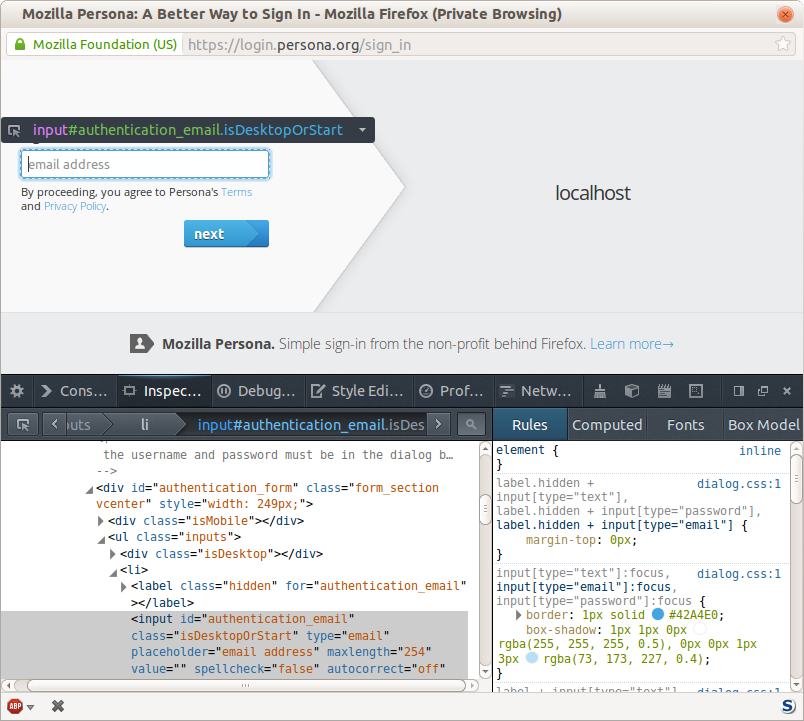 Mozilla Persona: A Better Way to Sign In - Mozilla Firefox (Private Browsing)
Mozilla Foundation (US) https://login.persona.org/sign_in
input#authentication_email.isDesktopOrStart
email address
By proceeding, you agree to Persona's Terms
and Privacy Policy.
next
localhost
Mozilla Persona. Simple sign-in from the non-profit behind Firefox. Learn more→
Cons... Inspec... Debug... Style Edi... Prof... Netw...
uts li input#authentication_email.isDes
Rules Computed Fonts Box Model
the username and password must be in the dialog b…
-->
<div id="authentication_form" class="form_section
vcenter" style="width: 249px;">
<div class="isMobile"></div>
<ul class="inputs">
<div class="isDesktop"></div>
<li>
<label class="hidden" for="authentication_email"
></label>
<input id="authentication_email"
class="isDesktopOrStart" type="email"
placeholder="email address" maxlength="254"
value="" spellcheck="false" autocorrect="off"
element { inline
}
label.hidden + dialog.css:1
input[type="text"],
label.hidden + input[type="password"],
label.hidden + input[type="email"] {
margin-top: 0px;
}
input[type="text"]:focus, dialog.css:1
input[type="email"]:focus,
input[type="password"]:focus {
border: 1px solid #42A4E0;
box-shadow: 1px 1px 0px
rgba(255, 255, 255, 0.5), 0px 0px 1px
3px rgba(73, 173, 227, 0.4);
}
label + input[type="text"] dialog.css:1
ABP
S